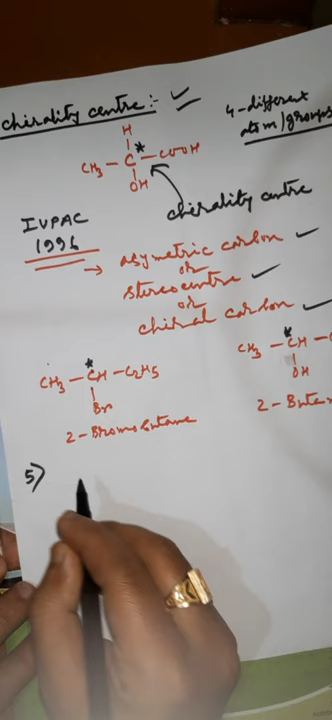 chirality centre :- ✓
4-different
atom/groups
H
CH3 - C* - COOH
OH
chirality centre
IUPAC
1996
→ asymetric carbon ✓
or
stereocentre ✓
or
chiral carbon ✓
CH3 - *CH - C2H5
Br
2-Bromobutane
CH3 - *CH -
OH
2-Butan
5)